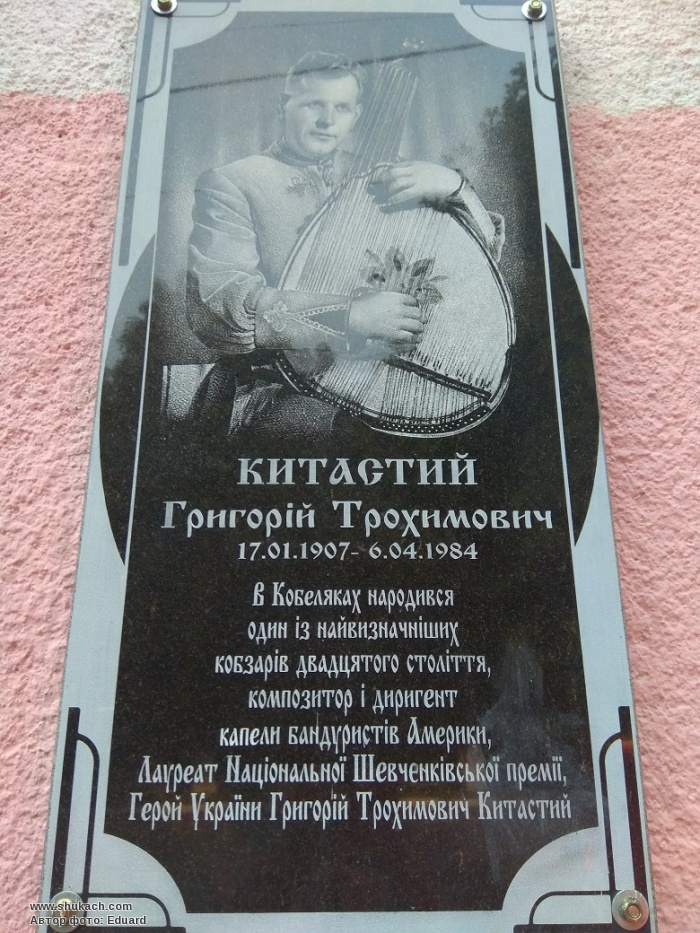 КИТАСТИЙ
Григорій Трохимович
17.01.1907- 6.04.1984
В Кобеляках народився
один із найвизначніших
кобзарів двадцятого століття,
композитор і диригент
капели бандуристів Америки,
Лауреат Національної Шевченківської премії,
Герой України Григорій Трохимович Китастий
www.shukach.com
Автор фото: Eduard